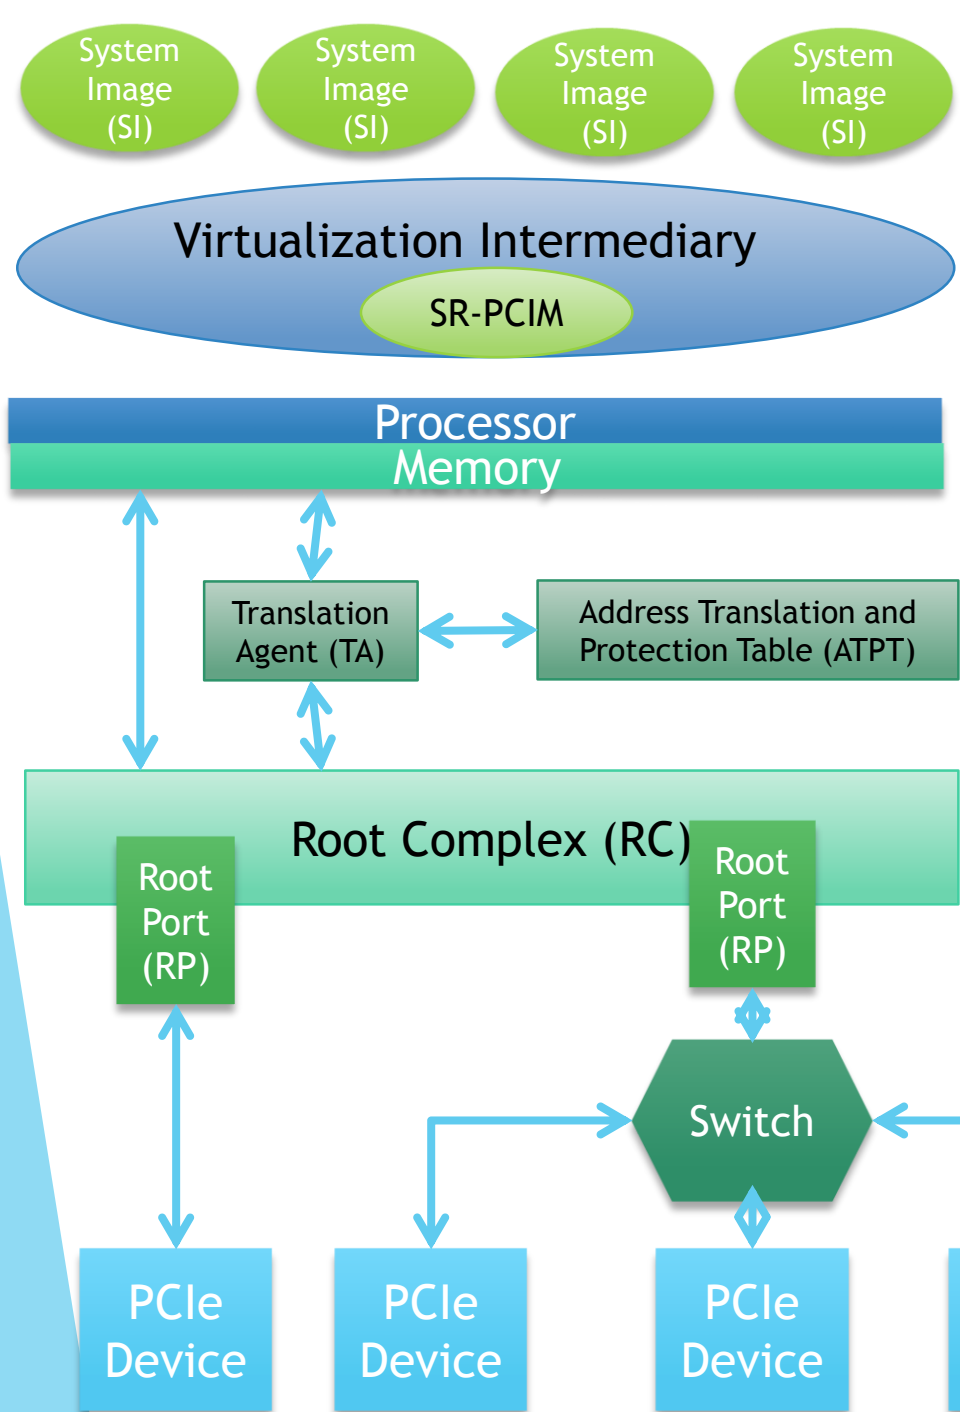 System
Image
(SI)
System
Image
(SI)
System
Image
(SI)
System
Image
(SI)
Virtualization Intermediary
SR-PCIM
Processor
Memory
Translation
Agent (TA)
Address Translation and
Protection Table (ATPT)
Root Complex (RC)
Root
Port
(RP)
Root
Port
(RP)
Switch
PCIe
Device
PCIe
Device
PCIe
Device